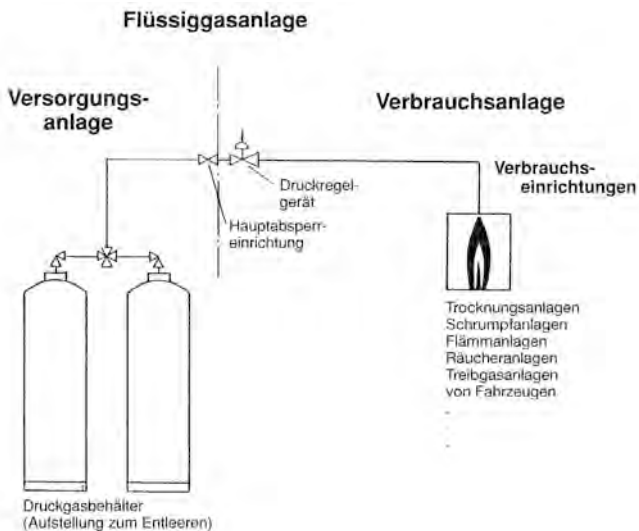 Flüssiggasanlage
Versorgungs-
anlage
Verbrauchsanlage
Verbrauchs-
einrichtungen
Druckregel-
gerät
Hauptabsperr-
einrichtung
Trocknungsanlagen
Schrumpfanlagen
Flämmanlagen
Räucheranlagen
Treibgasanlagen
von Fahrzeugen
.
.
.
Druckgasbehälter
(Aufstellung zum Entleeren)